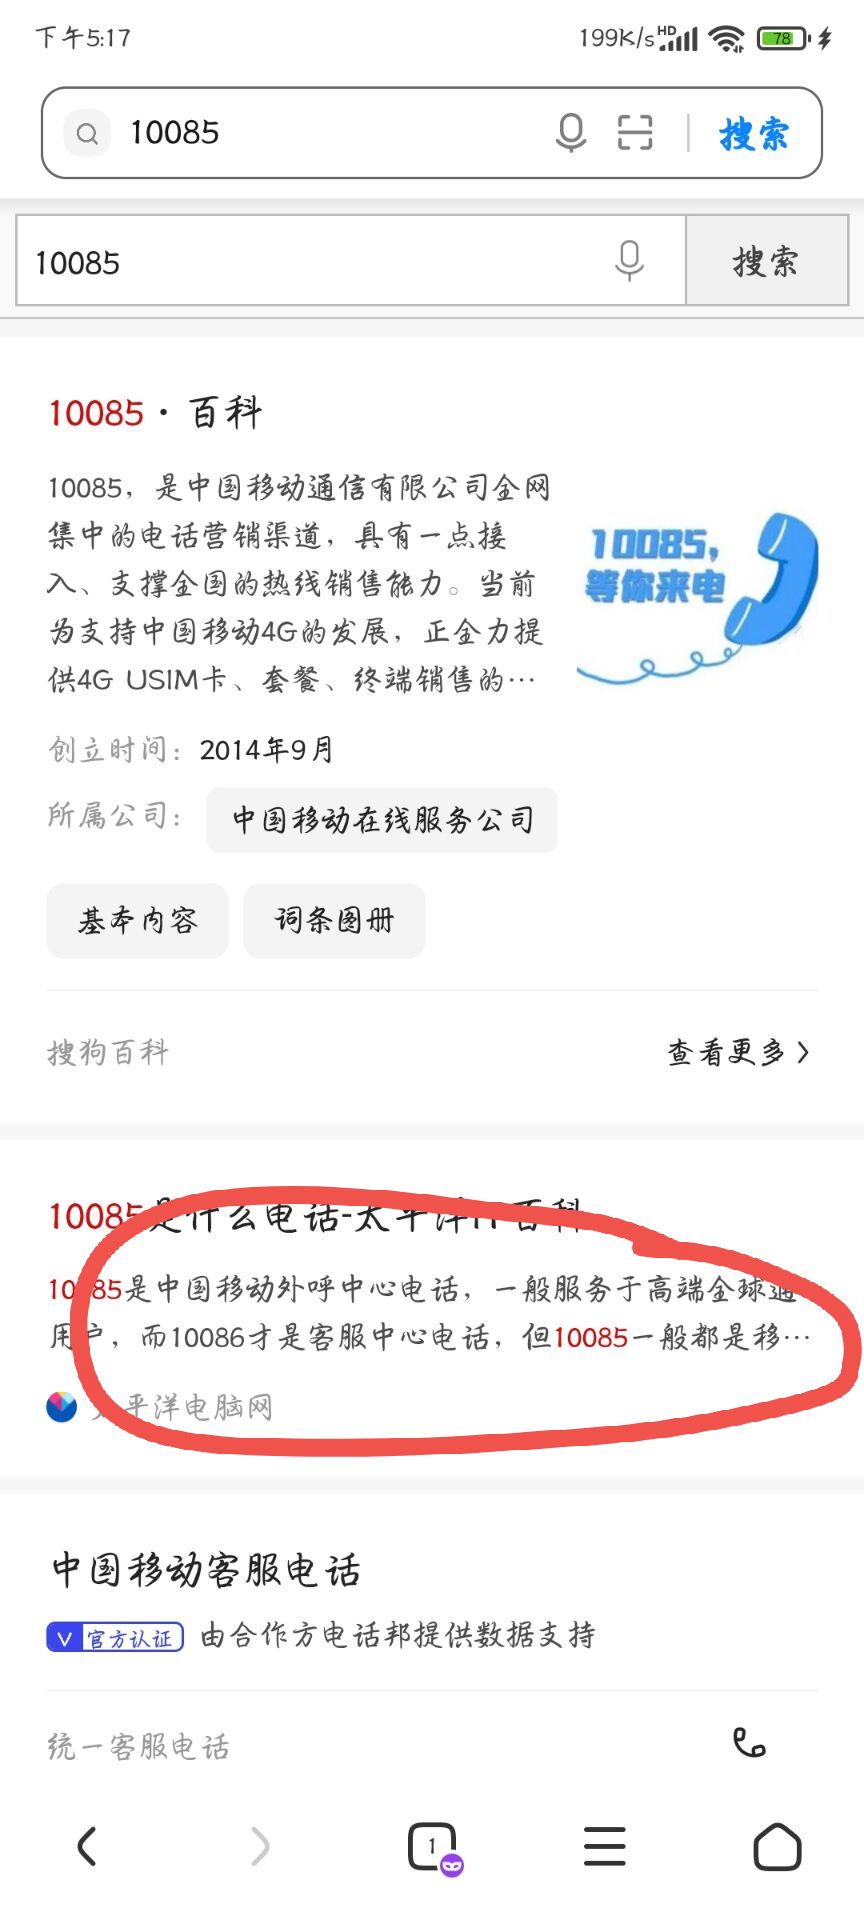 下午5:17
199K/s HD 78
10085
搜索
10085
搜索
10085 · 百科
10085，是中国移动通信有限公司全网
集中的电话营销渠道，具有一点接
入、支撑全国的热线销售能力。当前
为支持中国移动4G的发展，正全力提
供4G USIM卡、套餐、终端销售的…
10085，
等你来电
创立时间：2014年9月
所属公司：中国移动在线服务公司
基本内容 词条图册
搜狗百科 查看更多
10085是什么电话-太平洋IT百科
10085是中国移动外呼中心电话，一般服务于高端全球通
用户，而10086才是客服中心电话，但10085一般都是移…
太平洋电脑网
中国移动客服电话
V 官方认证 由合作方电话邦提供数据支持
统一客服电话
1